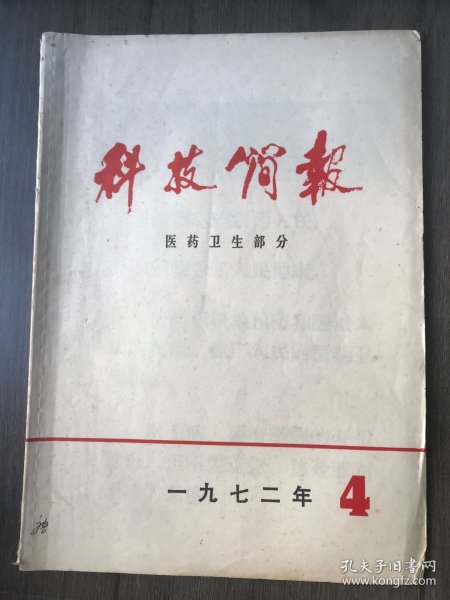 科技简报
医药卫生部分
一九七二年 4
孔夫子旧书网
www.kongfz.com